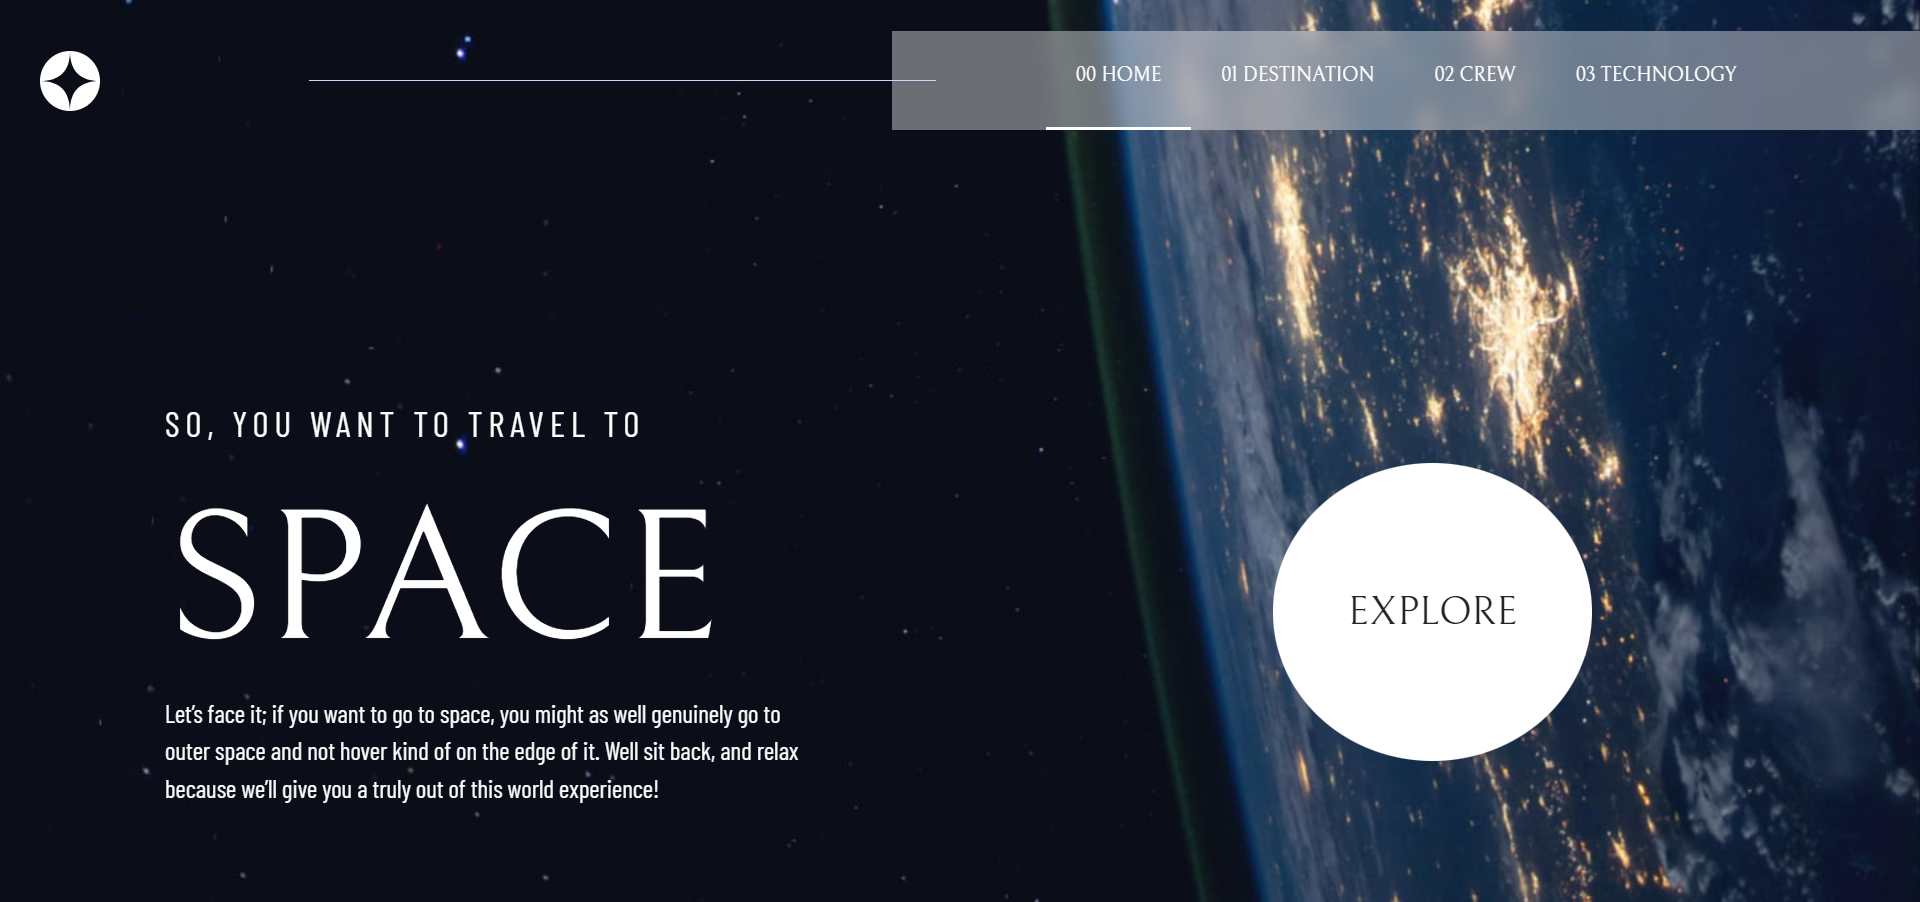 00 HOME 01 DESTINATION 02 CREW 03 TECHNOLOGY
SO, YOU WANT TO TRAVEL TO
SPACE
Let’s face it; if you want to go to space, you might as well genuinely go to
outer space and not hover kind of on the edge of it. Well sit back, and relax
because we’ll give you a truly out of this world experience!
EXPLORE